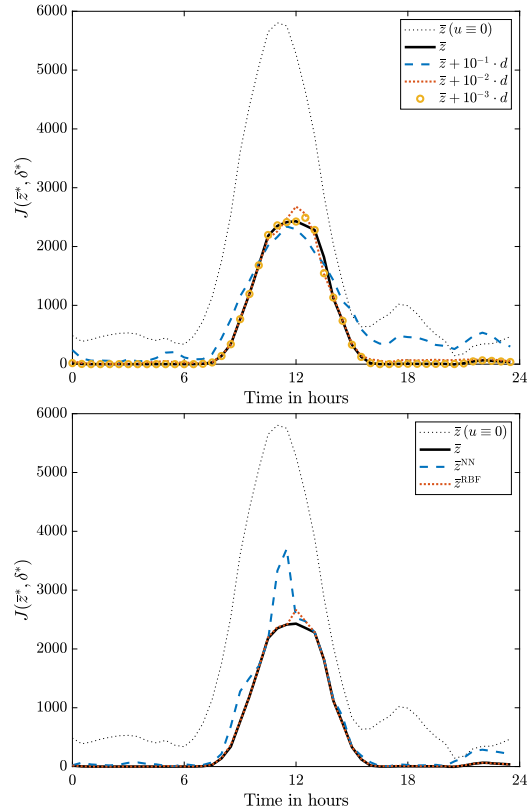 6000
5000
4000
3000
2000
1000
0
J(z̄*, δ*)
z̄ (u ≡ 0)
z̄
z̄ + 10⁻¹ · d
z̄ + 10⁻² · d
z̄ + 10⁻³ · d
0 6 12 18 24
Time in hours
6000
5000
4000
3000
2000
1000
0
J(z̄*, δ*)
z̄ (u ≡ 0)
z̄
z̄ᴺᴺ
z̄ᴿᴮF
0 6 12 18 24
Time in hours